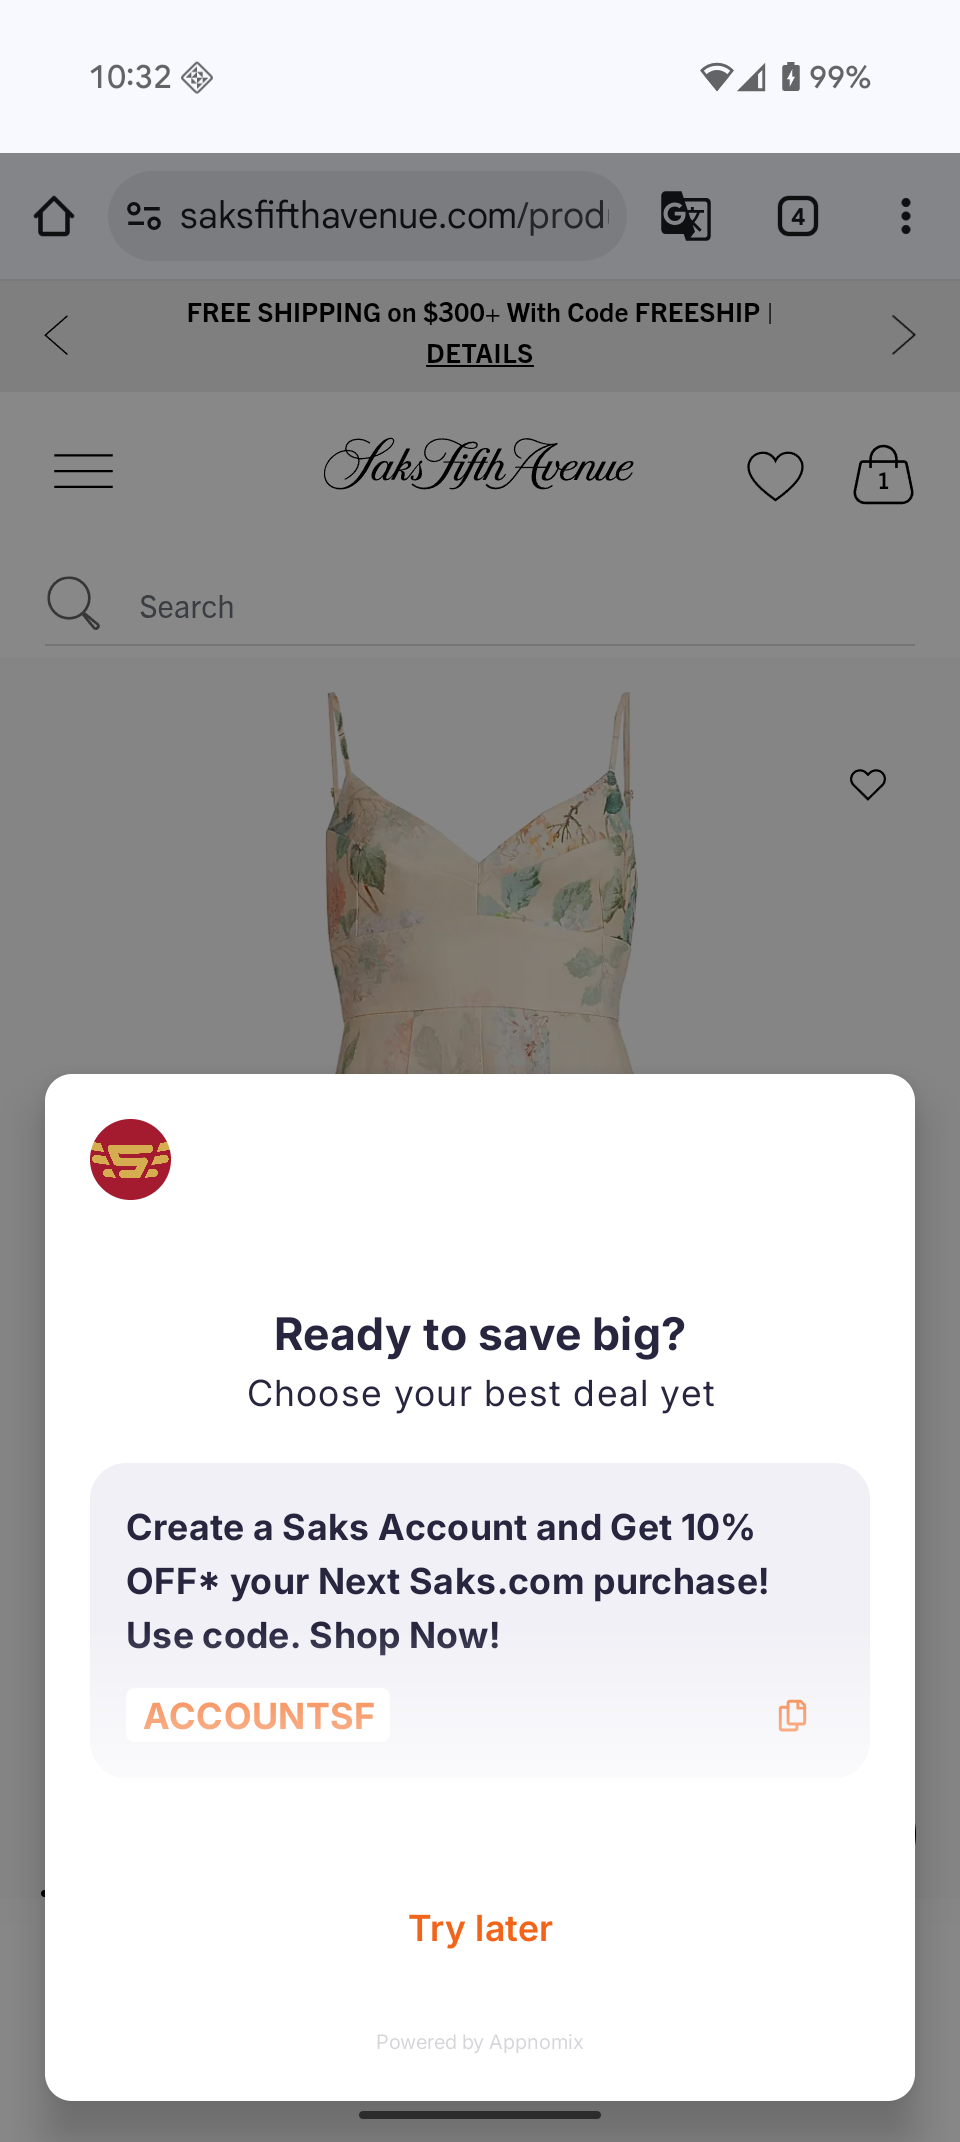 10:32
99%
saksfifthavenue.com/prod
4
FREE SHIPPING on $300+ With Code FREESHIP |
DETAILS
Saks Fifth Avenue
1
Search
Ready to save big?
Choose your best deal yet
Create a Saks Account and Get 10%
OFF* your Next Saks.com purchase!
Use code. Shop Now!
ACCOUNTSF
Try later
Powered by Appnomix